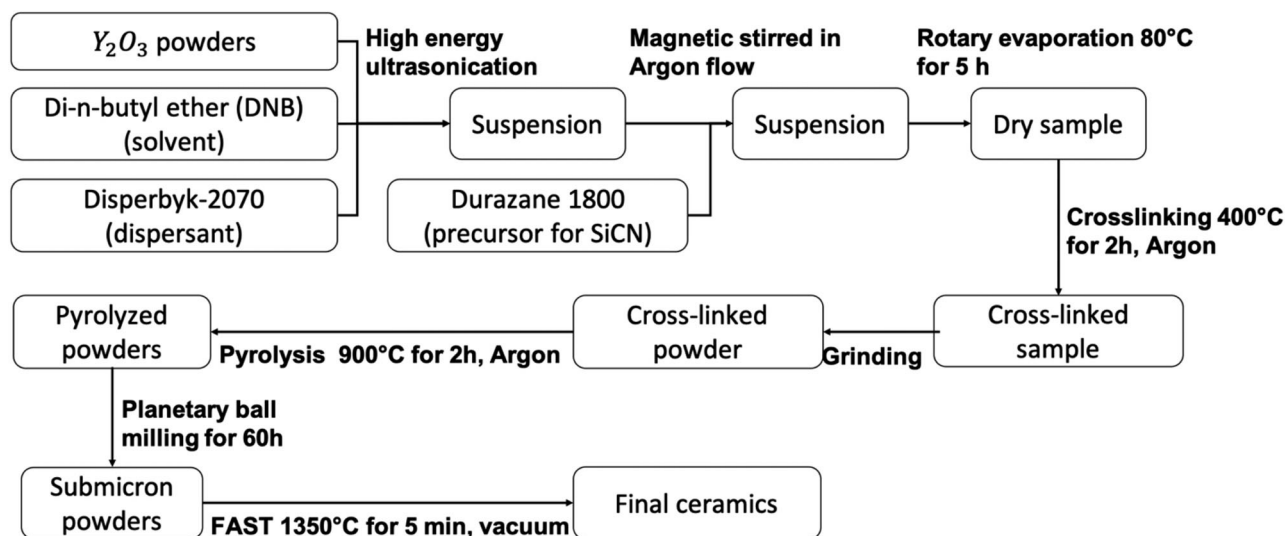 Y₂O₃ powders
High energy
ultrasonication
Magnetic stirred in
Argon flow
Rotary evaporation 80°C
for 5 h
Di-n-butyl ether (DNB)
(solvent)
Suspension
Suspension
Dry sample
Disperbyk-2070
(dispersant)
Durazane 1800
(precursor for SiCN)
Crosslinking 400°C
for 2h, Argon
Cross-linked
sample
Grinding
Cross-linked
powder
Pyrolysis 900°C for 2h, Argon
Pyrolyzed
powders
Planetary ball
milling for 60h
Submicron
powders
FAST 1350°C for 5 min, vacuum
Final ceramics